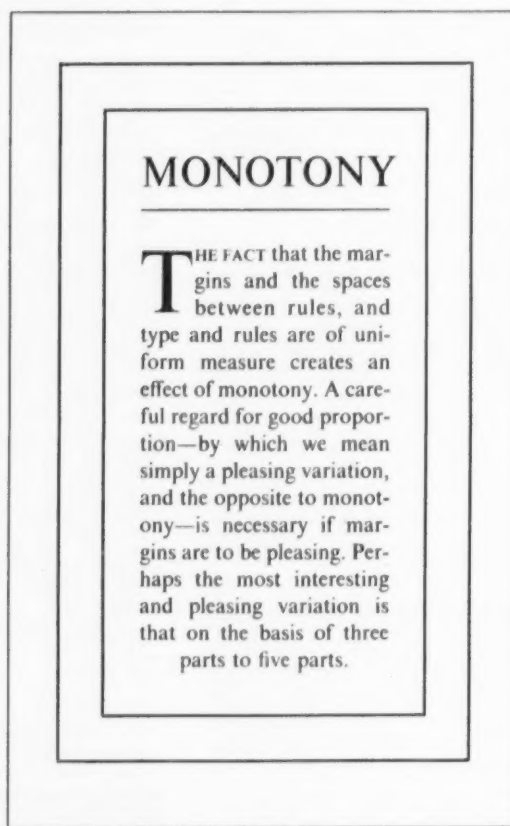 MONOTONY
THE FACT that the mar-
gins and the spaces
between rules, and
type and rules are of uni-
form measure creates an
effect of monotony. A care-
ful regard for good propor-
tion—by which we mean
simply a pleasing variation,
and the opposite to monot-
ony—is necessary if mar-
gins are to be pleasing. Per-
haps the most interesting
and pleasing variation is
that on the basis of three
parts to five parts.